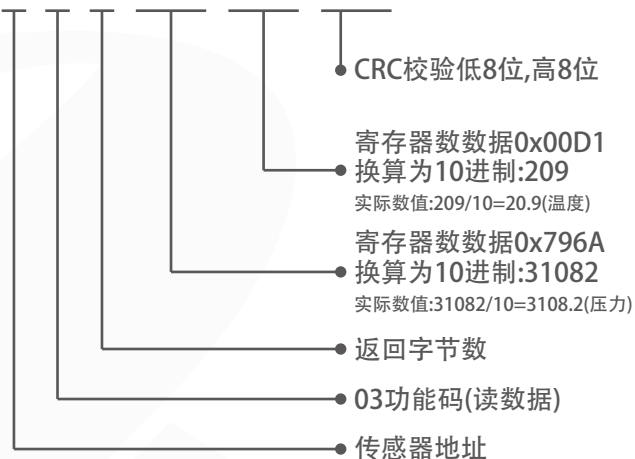 CRC校验低8位,高8位
寄存器数数据0x00D1
换算为10进制:209
实际数值:209/10=20.9(温度)
寄存器数数据0x796A
换算为10进制:31082
实际数值:31082/10=3108.2(压力)
返回字节数
03功能码(读数据)
传感器地址